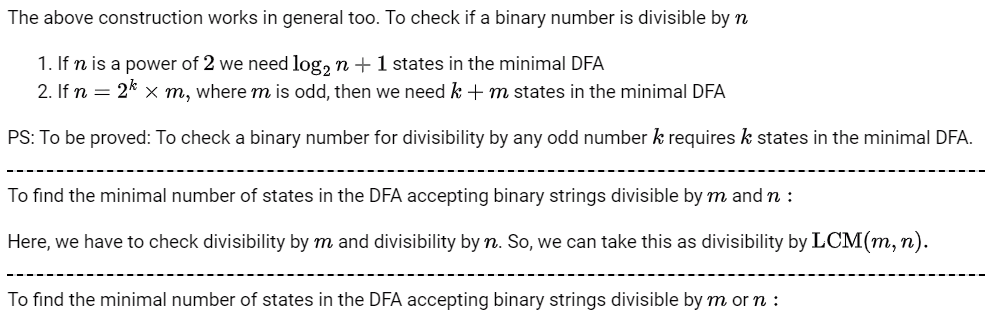 The above construction works in general too. To check if a binary number is divisible by n
1. If n is a power of 2 we need log₂ n + 1 states in the minimal DFA
2. If n = 2ᵏ × m, where m is odd, then we need k + m states in the minimal DFA
PS: To be proved: To check a binary number for divisibility by any odd number k requires k states in the minimal DFA.
To find the minimal number of states in the DFA accepting binary strings divisible by m and n :
Here, we have to check divisibility by m and divisibility by n. So, we can take this as divisibility by LCM(m, n).
To find the minimal number of states in the DFA accepting binary strings divisible by m or n :